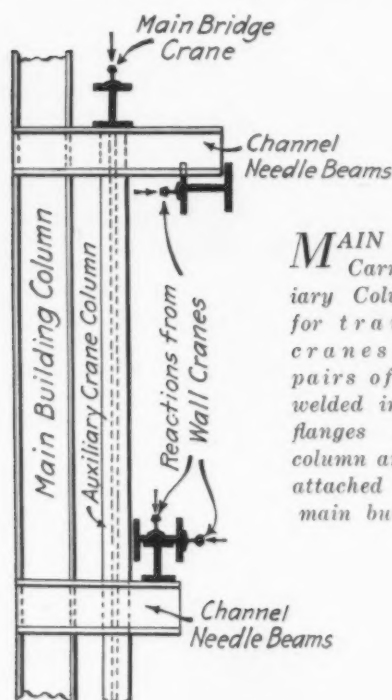 Main Bridge
Crane
Channel
Needle Beams
Main Building Column
Auxiliary Crane Column
Reactions from
Wall Cranes
Channel
Needle Beams
MAIN
Carr
iary Colu
for tra
cranes
pairs of
welded in
flanges
column a
attached
main bu